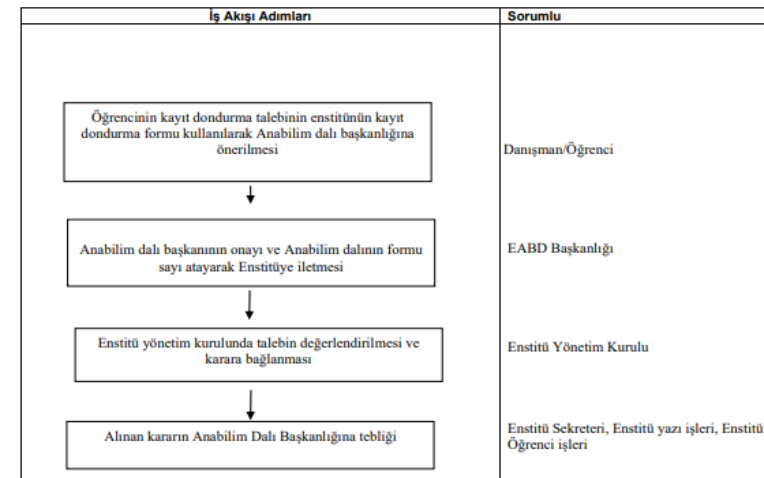 İş Akışı Adımları
Sorumlu
Öğrencinin kayıt dondurma talebinin enstitünün kayıt
dondurma formu kullanılarak Anabilim dalı başkanlığına
önerilmesi
Danışman/Öğrenci
Anabilim dalı başkanının onayı ve Anabilim dalının formu
sayı atayarak Enstitüye iletmesi
EABD Başkanlığı
Enstitü yönetim kurulunda talebin değerlendirilmesi ve
karara bağlanması
Enstitü Yönetim Kurulu
Alınan kararın Anabilim Dalı Başkanlığına tebliği
Enstitü Sekreteri, Enstitü yazı işleri, Enstitü
Öğrenci işleri